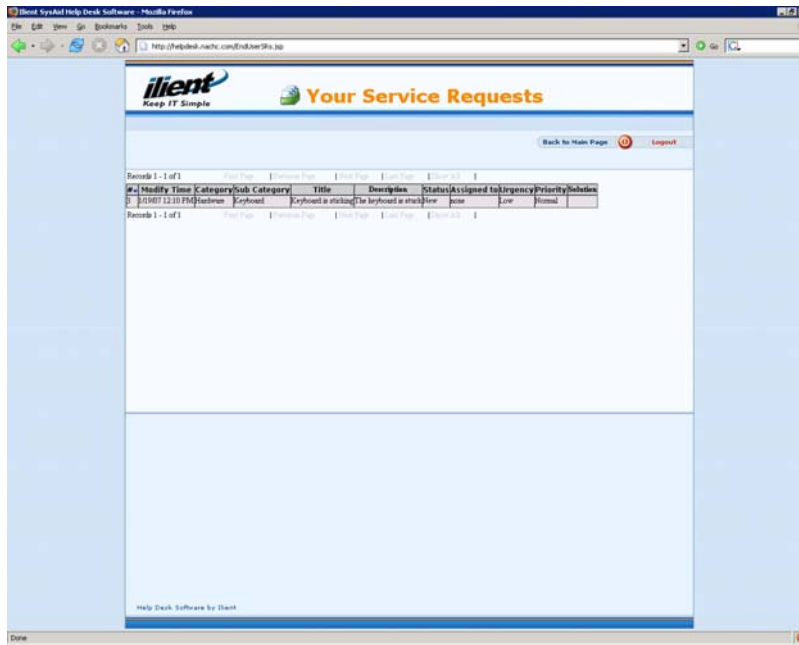 Ilient SysAid Help Desk Software - Mozilla Firefox
File Edit View Go Bookmarks Tools Help
http://helpdesk.nachc.com/EndUserSRs.jsp
ilient
Keep IT Simple
Your Service Requests
Back to Main Page Logout
Records 1 - 1 of 1 First Page | Previous Page | Next Page | Last Page | Show All |
# Modify Time Category Sub Category Title Description Status Assigned to Urgency Priority Solution
3 1/19/07 12:10 PM Hardware Keyboard Keyboard is sticking The keyboard is stuck New none Low Normal
Records 1 - 1 of 1 First Page | Previous Page | Next Page | Last Page | Show All |
Help Desk Software by Ilient
Done